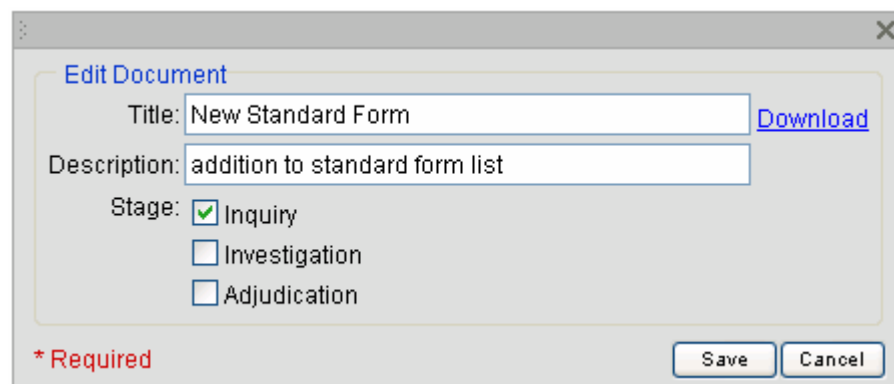 Edit Document
Title: New Standard Form Download
Description: addition to standard form list
Stage: Inquiry
Investigation
Adjudication
* Required Save Cancel